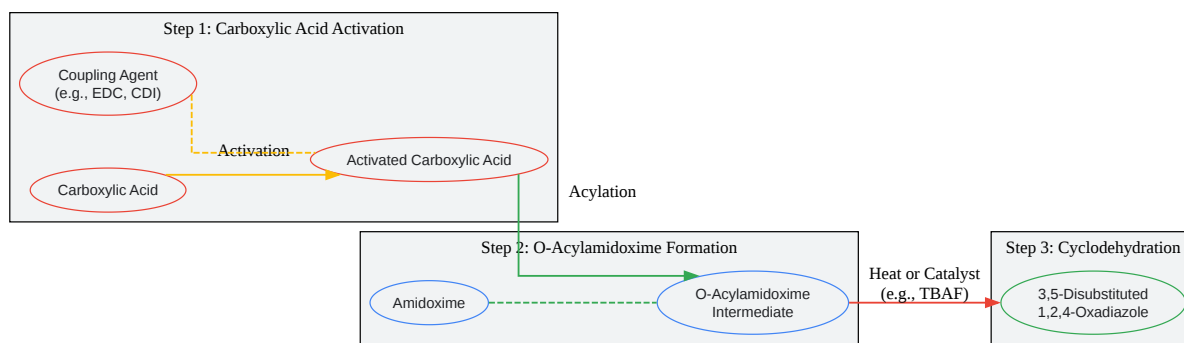 Step 1: Carboxylic Acid Activation
Coupling Agent
(e.g., EDC, CDI)
Activation
Activated Carboxylic Acid
Carboxylic Acid
Acylation
Step 2: O-Acylamidoxime Formation
Amidoxime
O-Acylamidoxime
Intermediate
Heat or Catalyst
(e.g., TBAF)
Step 3: Cyclodehydration
3,5-Disubstituted
1,2,4-Oxadiazole